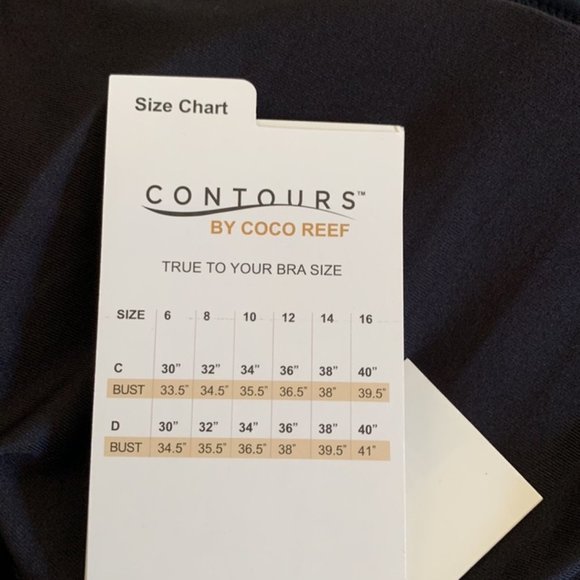 Size Chart
CONTOURS™
BY COCO REEF
TRUE TO YOUR BRA SIZE
SIZE 6 8 10 12 14 16
C 30” 32” 34” 36” 38” 40”
BUST 33.5” 34.5” 35.5” 36.5” 38” 39.5”
D 30” 32” 34” 36” 38” 40”
BUST 34.5” 35.5” 36.5” 38” 39.5” 41”